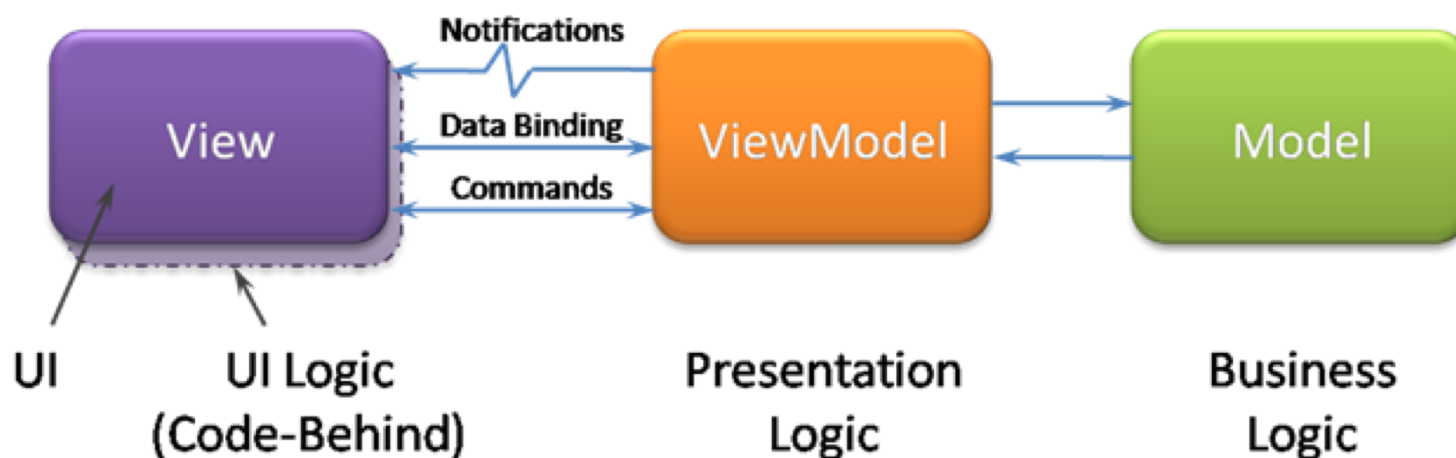 Notifications
View
Data Binding
ViewModel
Model
Commands
UI
UI Logic
(Code-Behind)
Presentation
Logic
Business
Logic